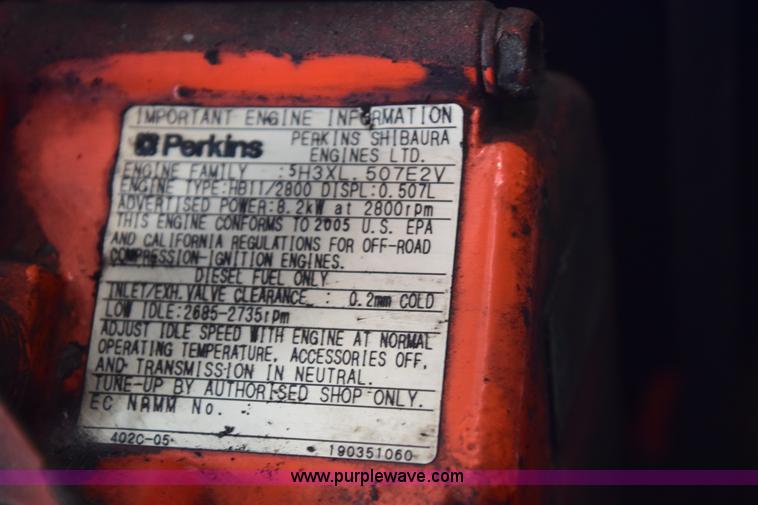 IMPORTANT ENGINE INFORMATION
Perkins PERKINS SHIBAURA
ENGINES LTD.
ENGINE FAMILY : 5H3XL.507E2V
ENGINE TYPE:HB11/2800 DISPL:0.507L
ADVERTISED POWER:8.2kW at 2800rpm
THIS ENGINE CONFORMS TO 2005 U.S. EPA
AND CALIFORNIA REGULATIONS FOR OFF-ROAD
COMPRESSION-IGNITION ENGINES.
DIESEL FUEL ONLY
INLET/EXH.VALVE CLEARANCE : 0.2mm COLD
LOW IDLE:2685-2735rpm
ADJUST IDLE SPEED WITH ENGINE AT NORMAL
OPERATING TEMPERATURE, ACCESSORIES OFF,
AND TRANSMISSION IN NEUTRAL.
TUNE-UP BY AUTHORISED SHOP ONLY.
EC NRMM No. :
402C-05 190351060
www.purplewave.com